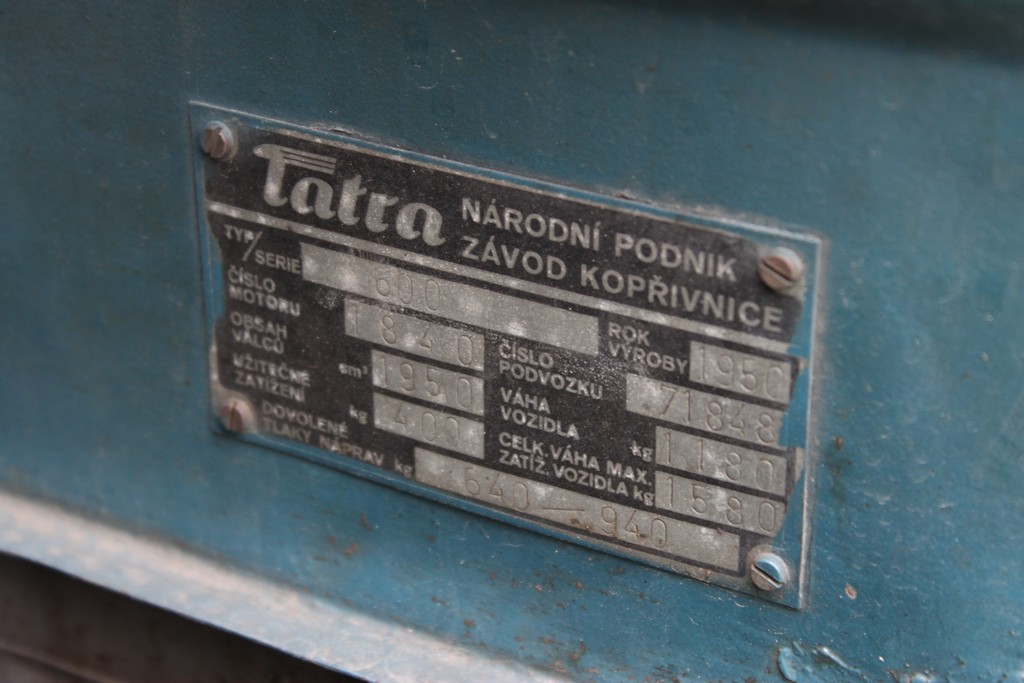 Tatra NÁRODNÍ PODNIK
ZÁVOD KOPŘIVNICE
TYP/SERIE 600
ROK VÝROBY 1950
ČÍSLO MOTORU 1840
ČÍSLO PODVOZKU 71848
OBSAH VÁLCŮ cm³ 1950
VÁHA VOZIDLA kg 1180
UŽITEČNÉ ZATÍŽENÍ kg 400
CELK. VÁHA MAX. ZATÍŽ. VOZIDLA kg 1580
DOVOLENÉ TLAKY NÁPRAV kg 640 — 940